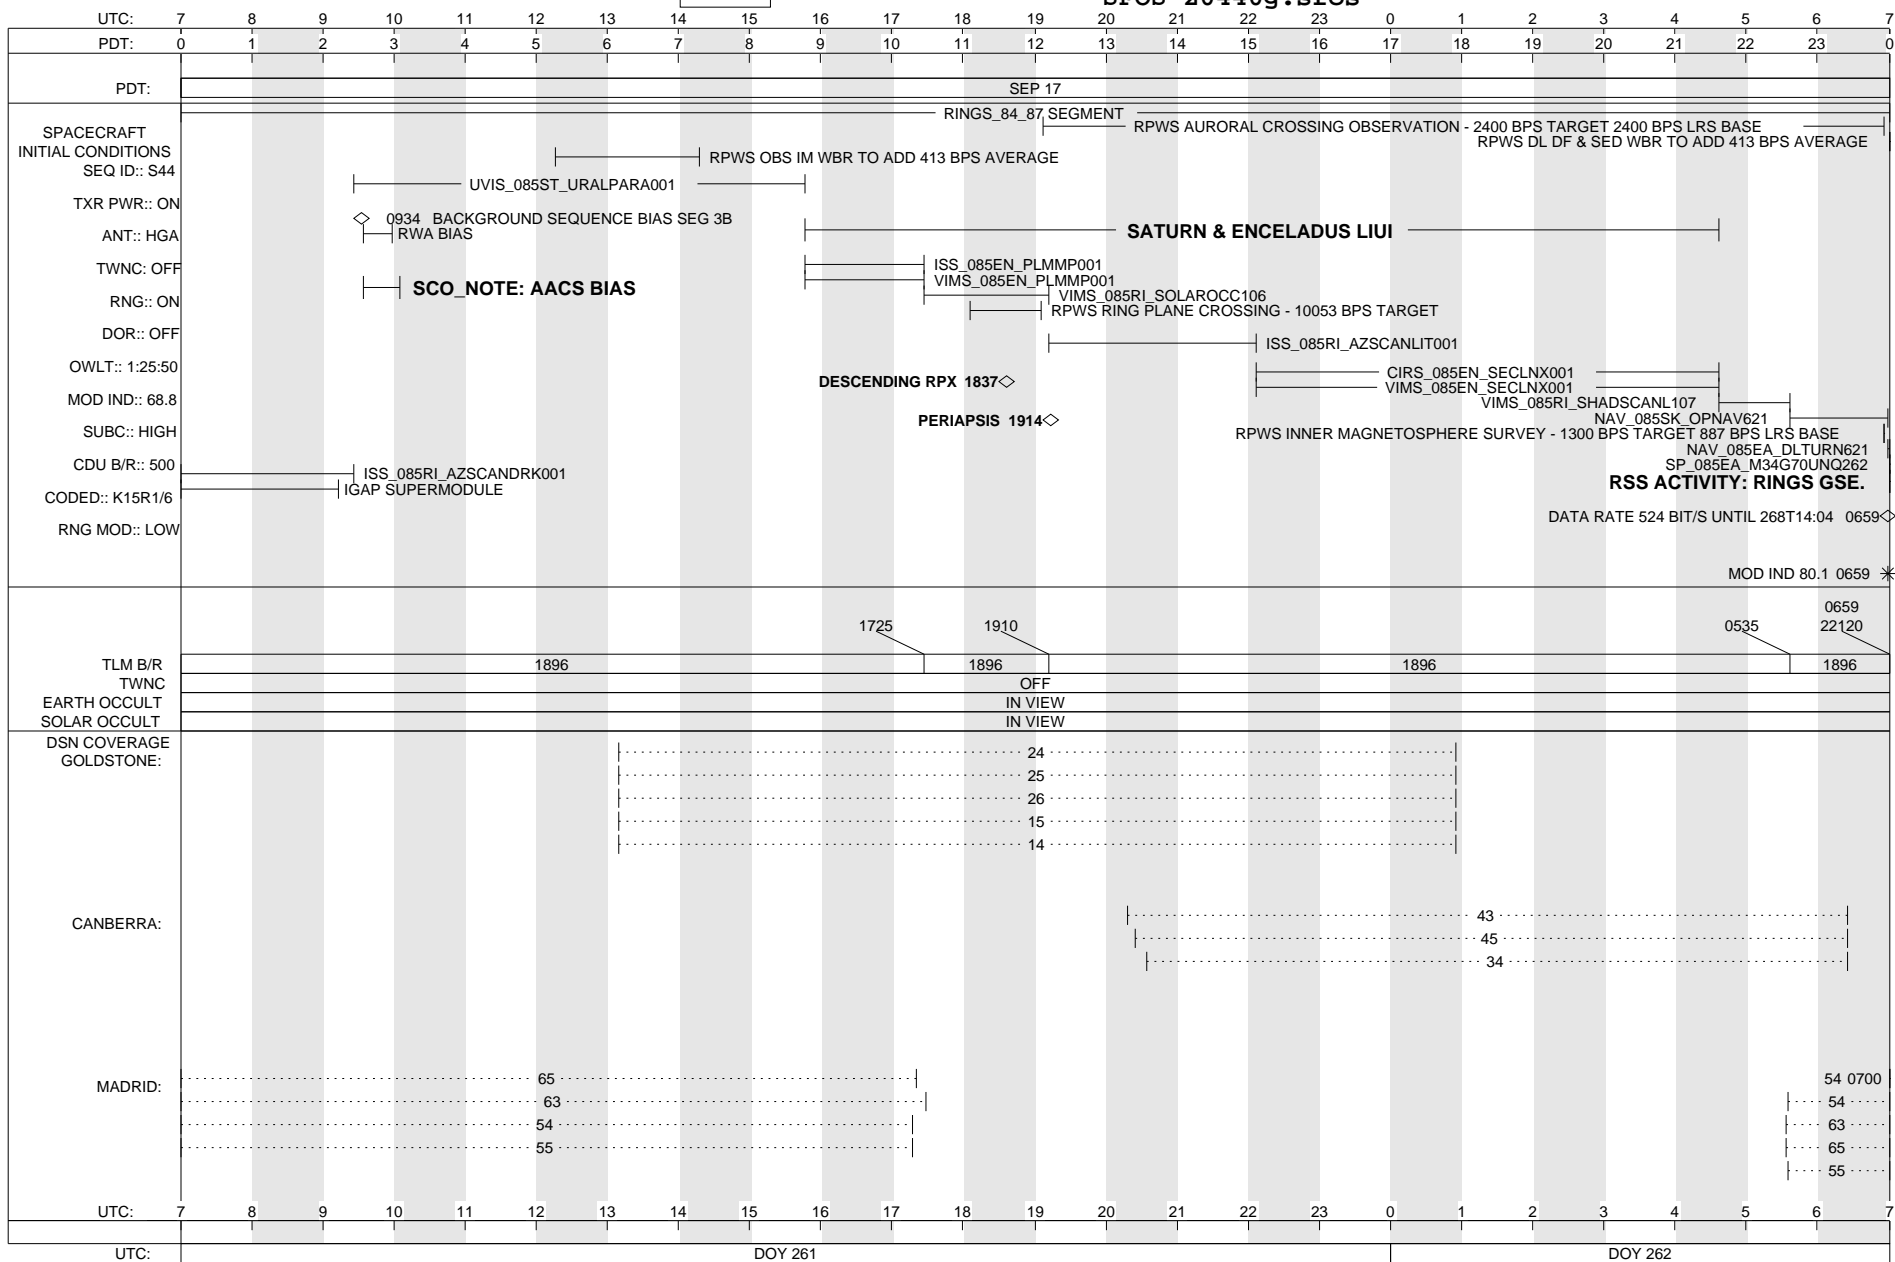 UTC: 7 8 9 10 11 12 13 14 15 16 17 18 19 20 21 22 23 0 1 2 3 4 5 6 7
PDT: 0 1 2 3 4 5 6 7 8 9 10 11 12 13 14 15 16 17 18 19 20 21 22 23 0
PDT: SEP 17
RINGS_84_87 SEGMENT
SPACECRAFT
INITIAL CONDITIONS
SEQ ID:: S44
TXR PWR:: ON
ANT:: HGA
TWNC: OFF
RNG:: ON
DOR:: OFF
OWLT:: 1:25:50
MOD IND:: 68.8
SUBC:: HIGH
CDU B/R:: 500
CODED:: K15R1/6
RNG MOD:: LOW
RPWS AURORAL CROSSING OBSERVATION - 2400 BPS TARGET 2400 BPS LRS BASE
RPWS DL DF & SED WBR TO ADD 413 BPS AVERAGE
RPWS OBS IM WBR TO ADD 413 BPS AVERAGE
UVIS_085ST_URALPARA001
0934 BACKGROUND SEQUENCE BIAS SEG 3B
RWA BIAS
SATURN & ENCELADUS LIUI
ISS_085EN_PLMMP001
VIMS_085EN_PLMMP001
SCO_NOTE: AACS BIAS
VIMS_085RI_SOLAROCC106
RPWS RING PLANE CROSSING - 10053 BPS TARGET
ISS_085RI_AZSCANLIT001
CIRS_085EN_SECLNX001
DESCENDING RPX 1837
VIMS_085EN_SECLNX001
VIMS_085RI_SHADSCANL107
PERIAPSIS 1914
NAV_085SK_OPNAV621
RPWS INNER MAGNETOSPHERE SURVEY - 1300 BPS TARGET 887 BPS LRS BASE
NAV_085EA_DLTURN621
SP_085EA_M34G70UNQ262
ISS_085RI_AZSCANDRK001
IGAP SUPERMODULE
RSS ACTIVITY: RINGS GSE.
DATA RATE 524 BIT/S UNTIL 268T14:04 0659
MOD IND 80.1 0659
0659
1725 1910 0535 22120
TLM B/R 1896 1896 1896 1896
TWNC OFF
EARTH OCCULT IN VIEW
SOLAR OCCULT IN VIEW
DSN COVERAGE
GOLDSTONE:
24
25
26
15
14
CANBERRA:
43
45
34
MADRID:
65 54 0700
63 54
54 63
55 65
55
UTC: 7 8 9 10 11 12 13 14 15 16 17 18 19 20 21 22 23 0 1 2 3 4 5 6 7
UTC: DOY 261 DOY 262